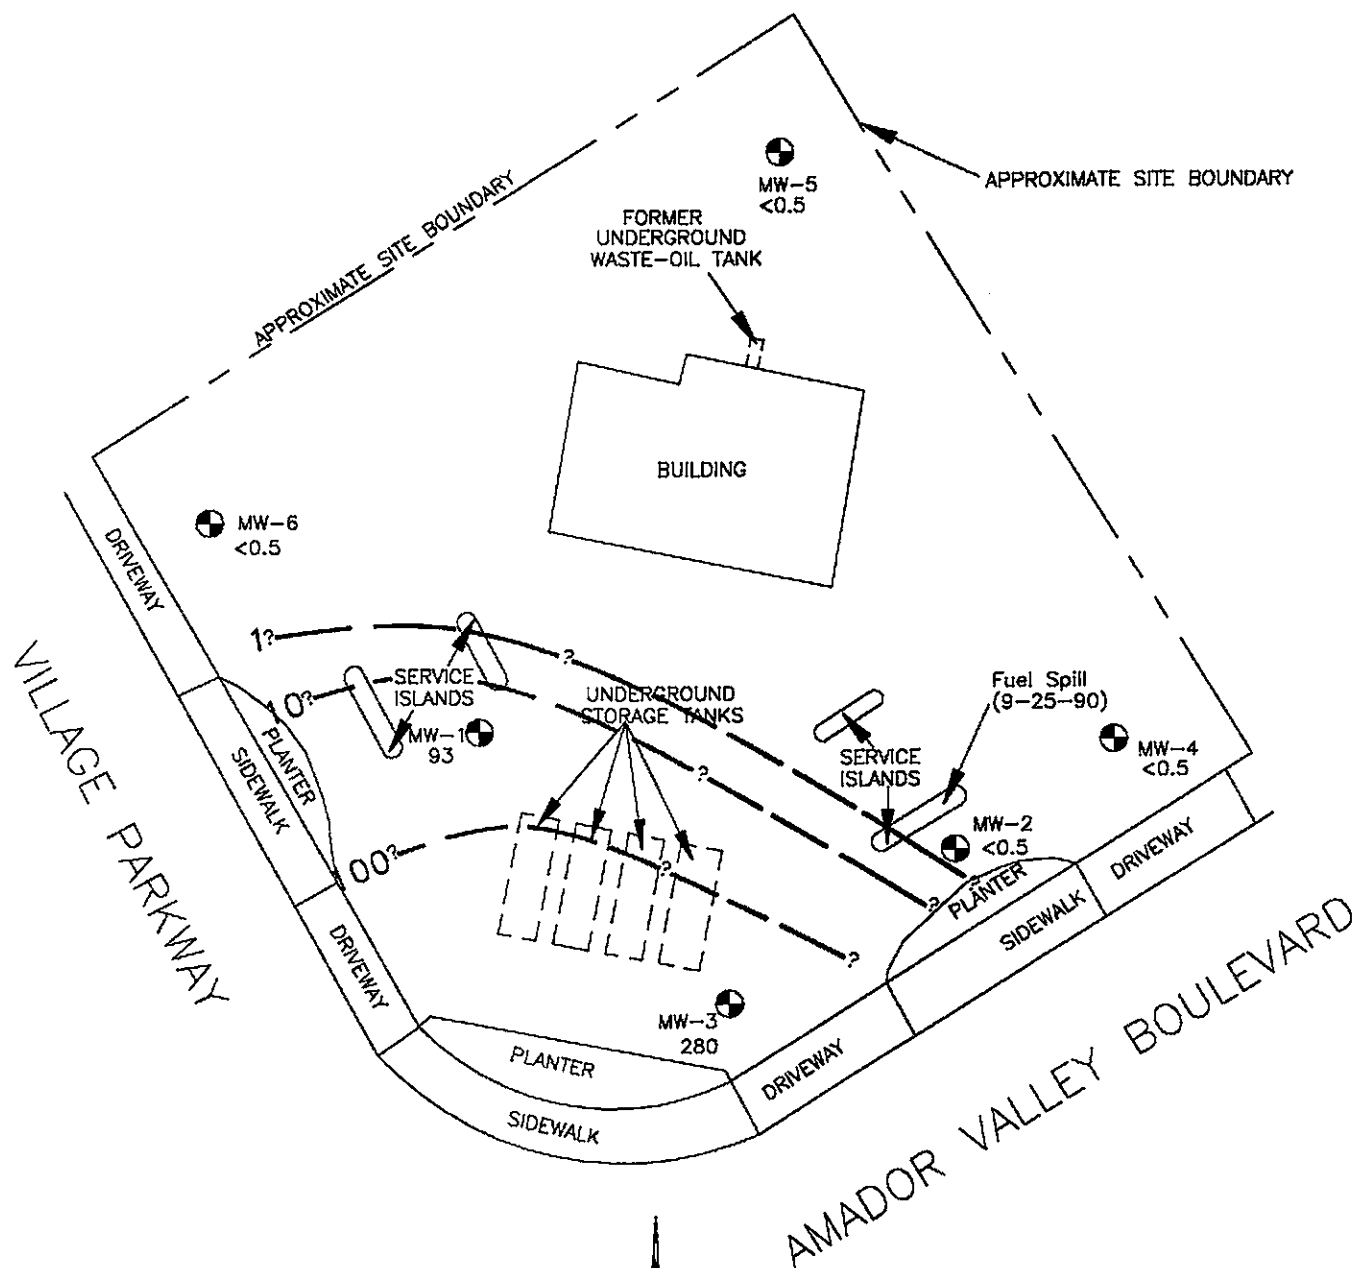 APPROXIMATE SITE BOUNDARY
MW-5
<0.5
APPROXIMATE SITE BOUNDARY
FORMER
UNDERGROUND
WASTE-OIL TANK
BUILDING
MW-6
<0.5
DRIVEWAY
1?
?
SERVICE
ISLANDS
10?
UNDERGROUND
STORAGE TANKS
Fuel Spill
(9-25-90)
MW-1
93
MW-4
<0.5
SERVICE
ISLANDS
?
PLANTER
SIDEWALK
VILLAGE PARKWAY
MW-2
<0.5
00?
?
?
?
PLANTER
DRIVEWAY
SIDEWALK
DRIVEWAY
?
MW-3
280
PLANTER
DRIVEWAY
SIDEWALK
AMADOR VALLEY BOULEVARD